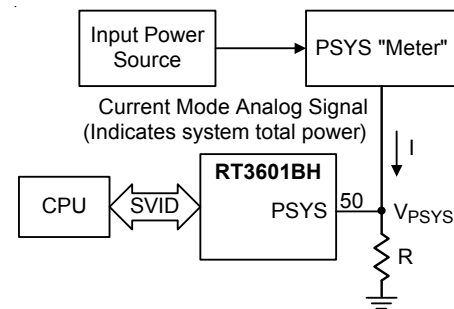 Input Power
Source
PSYS "Meter"
Current Mode Analog Signal
(Indicates system total power)
I
RT3601BH
CPU
SVID
PSYS
50
VPSYS
R